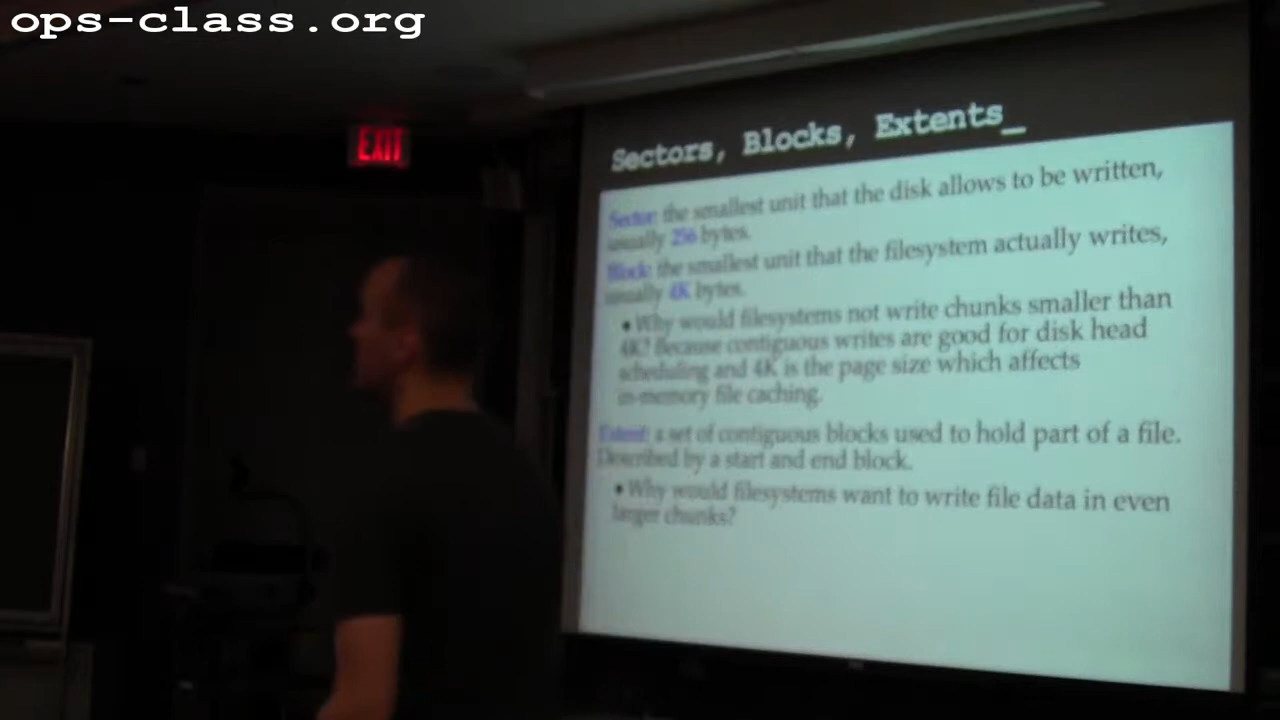 ops-class.org
EXIT
Sectors, Blocks, Extents_
Sector: the smallest unit that the disk allows to be written,
usually 256 bytes.
Block: the smallest unit that the filesystem actually writes,
usually 4K bytes.
• Why would filesystems not write chunks smaller than
4K? Because contiguous writes are good for disk head
scheduling and 4K is the page size which affects
in-memory file caching.
Extent: a set of contiguous blocks used to hold part of a file.
Described by a start and end block.
• Why would filesystems want to write file data in even
larger chunks?